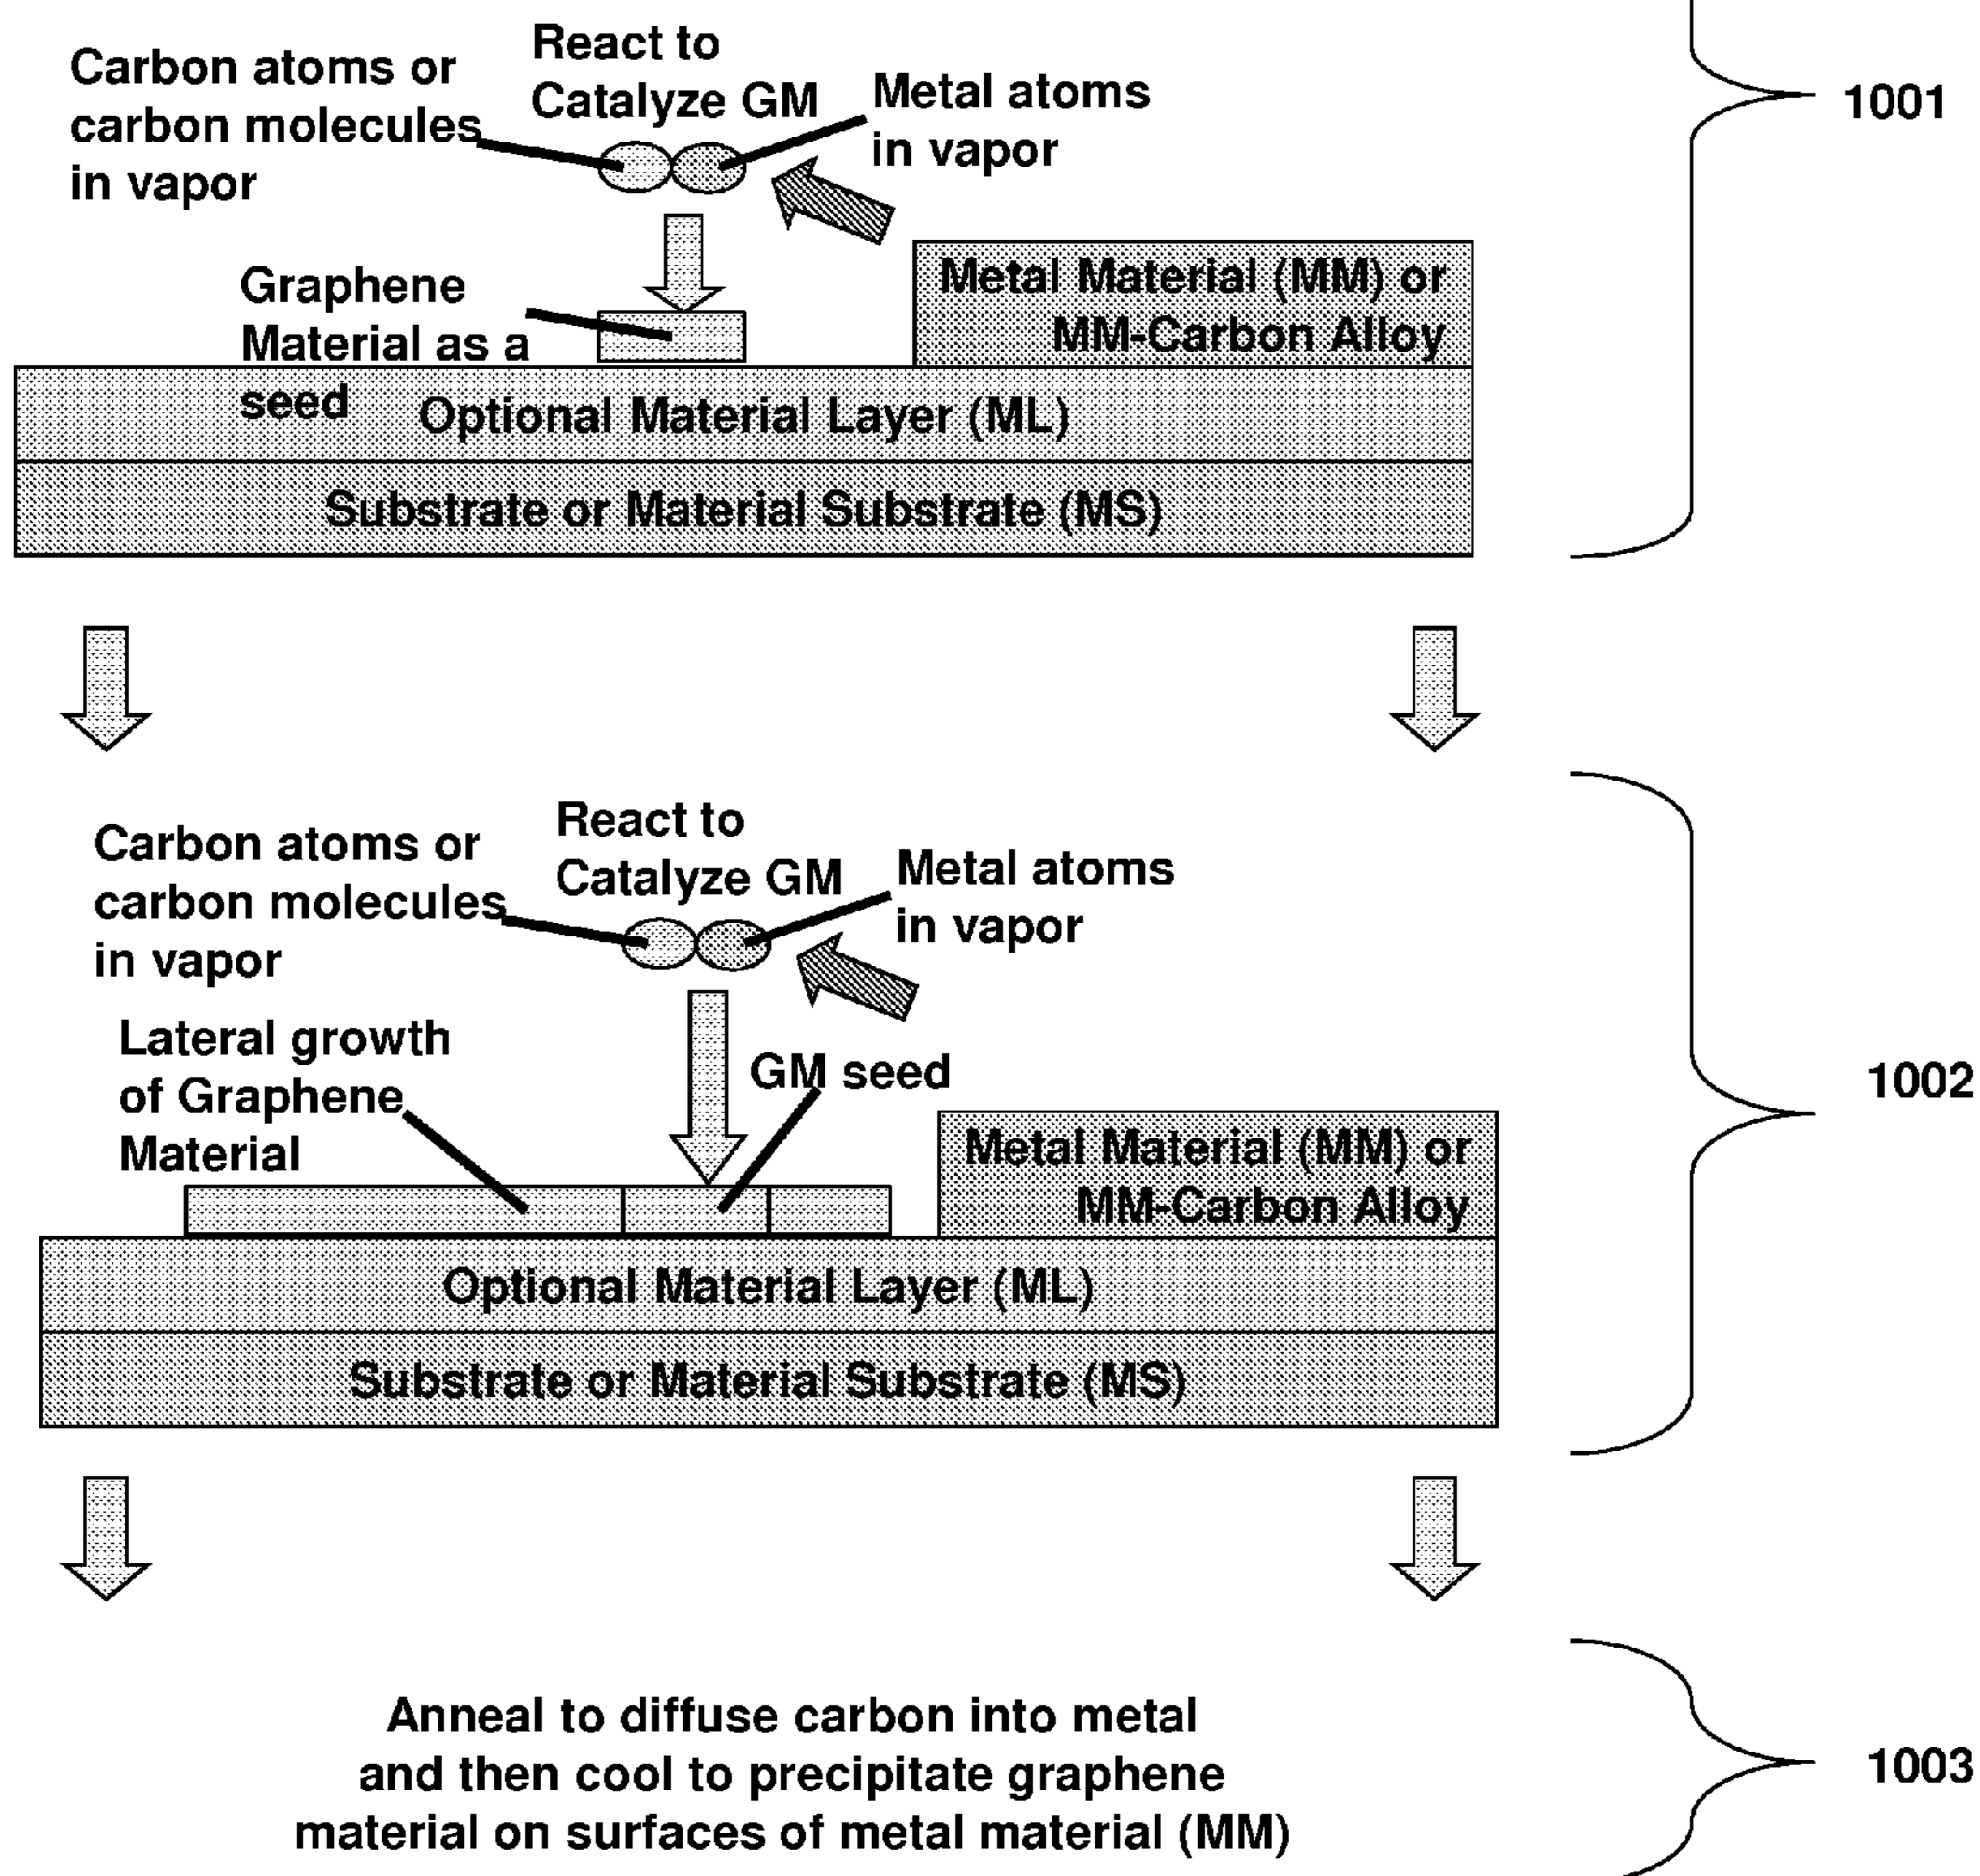 React to
Catalyze GM
Carbon atoms or
carbon molecules
in vapor
Metal atoms
in vapor
1001
Graphene
Material as a
seed
Metal Material (MM) or
MM-Carbon Alloy
Optional Material Layer (ML)
Substrate or Material Substrate (MS)
React to
Catalyze GM
Carbon atoms or
carbon molecules
in vapor
Metal atoms
in vapor
Lateral growth
of Graphene
Material
GM seed
1002
Metal Material (MM) or
MM-Carbon Alloy
Optional Material Layer (ML)
Substrate or Material Substrate (MS)
Anneal to diffuse carbon into metal
and then cool to precipitate graphene
material on surfaces of metal material (MM)
1003